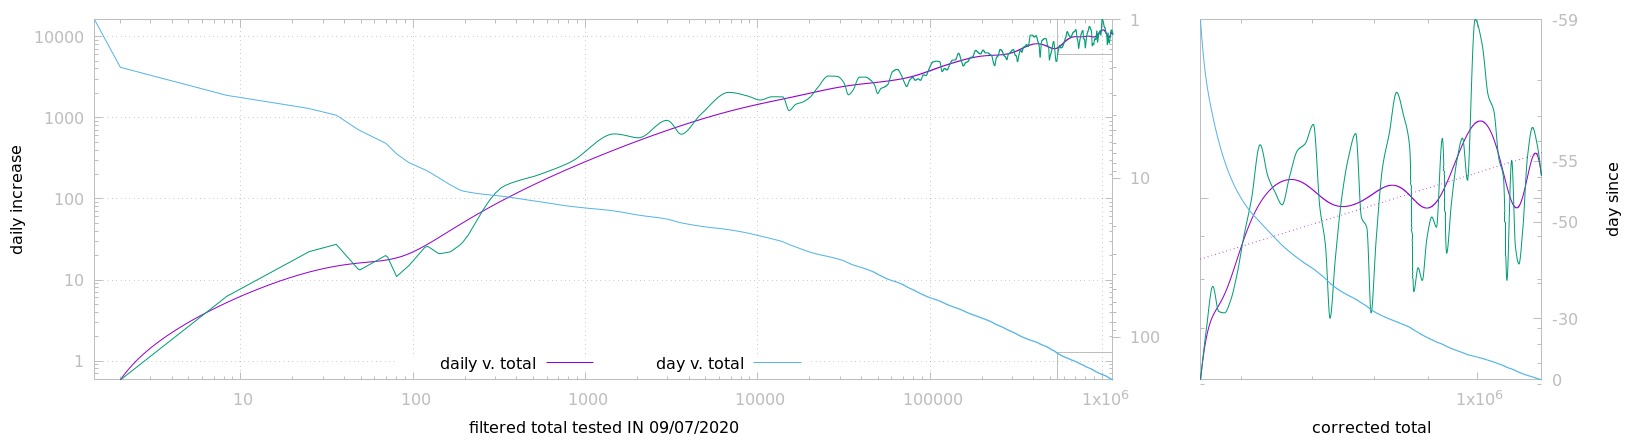 daily increase
10000
1000
100
10
1
10
100
1000
10000
100000
1x10^6
1
10
100
daily v. total
day v. total
filtered total tested IN 09/07/2020
-59
-55
-50
-30
0
day since
1x10^6
corrected total